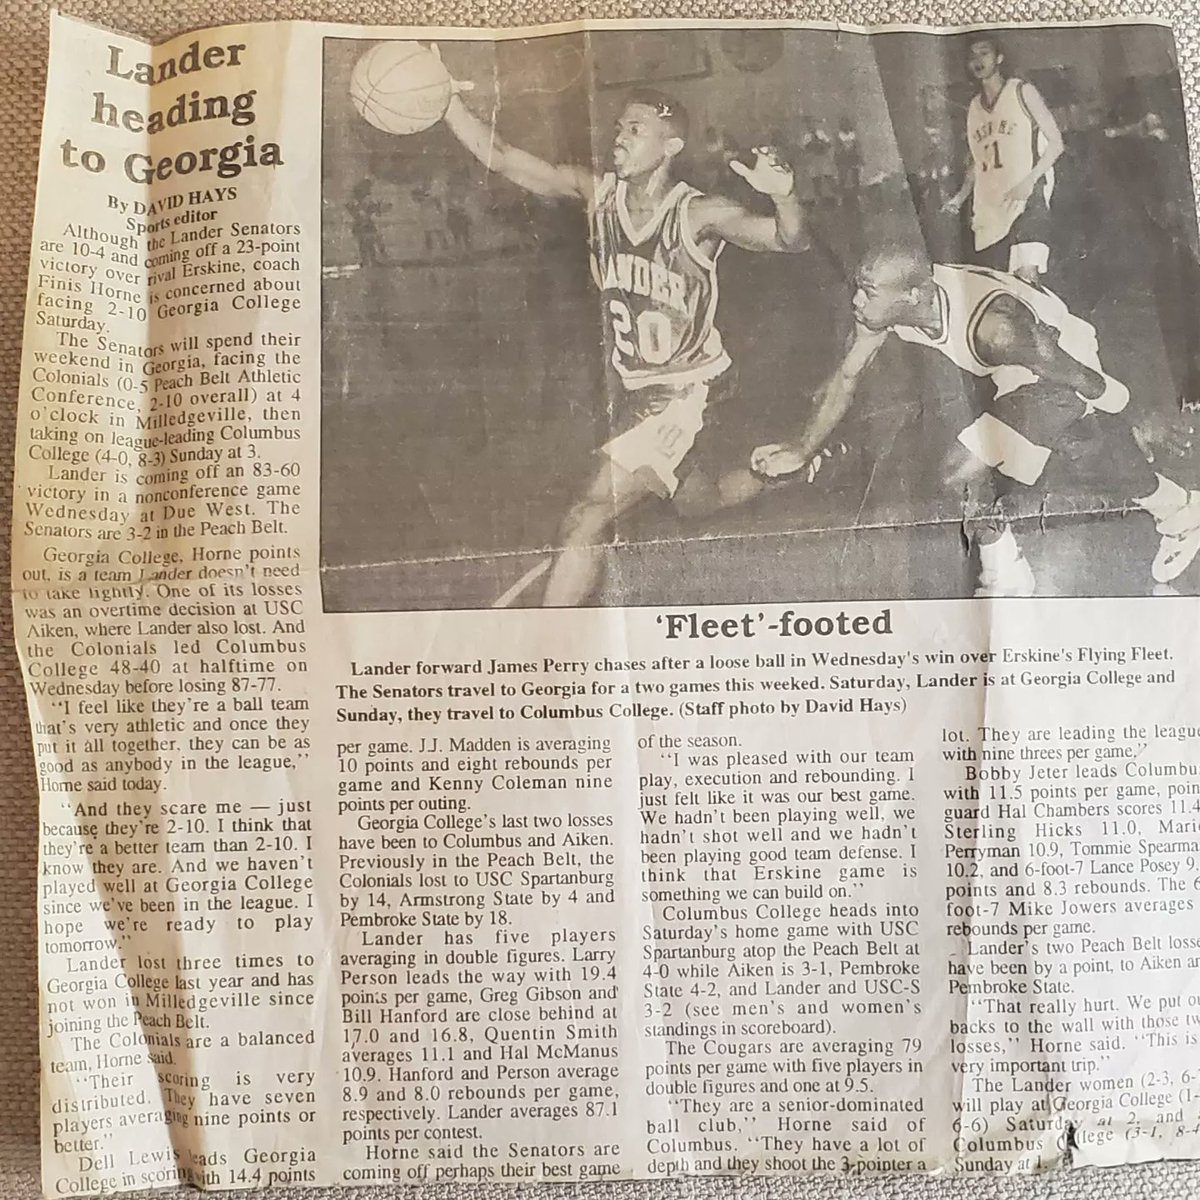 Lander
heading
to Georgia
By DAVID HAYS
Sports editor
Although the Lander Senators
are 10-4 and coming off a 23-point
victory over rival Erskine, coach
Finis Horne is concerned about
facing 2-10 Georgia College
Saturday.
The Senators will spend their
weekend in Georgia, facing the
Colonials (0-5 Peach Belt Athletic
Conference, 2-10 overall) at 4
o'clock in Milledgeville, then
taking on league-leading Columbus
College (4-0, 8-3) Sunday at 3.
Lander is coming off an 83-60
victory in a nonconference game
Wednesday at Due West. The
Senators are 3-2 in the Peach Belt.
Georgia College, Horne points
out, is a team Lander doesn't need
to take lightly. One of its losses
was an overtime decision at USC
Aiken, where Lander also lost. And
the Colonials led Columbus
College 48-40 at halftime on
Wednesday before losing 87-77.
"I feel like they're a ball team
that's very athletic and once they
put it all together, they can be as
good as anybody in the league,"
Horne said today.
"And they scare me — just
because they're 2-10. I think that
they're a better team than 2-10. I
know they are. And we haven't
played well at Georgia College
since we've been in the league. I
hope we're ready to play
tomorrow."
Lander lost three times to
Georgia College last year and has
not won in Milledgeville since
joining the Peach Belt.
The Colonials are a balanced
team, Horne said.
"Their scoring is very
distributed. They have seven
players averaging nine points or
better."
Dell Lewis leads Georgia
College in scoring with 14.4 points
LANDER
20
31
'Fleet'-footed
Lander forward James Perry chases after a loose ball in Wednesday's win over Erskine's Flying Fleet.
The Senators travel to Georgia for a two games this weeked. Saturday, Lander is at Georgia College and
Sunday, they travel to Columbus College. (Staff photo by David Hays)
per game. J.J. Madden is averaging
10 points and eight rebounds per
game and Kenny Coleman nine
points per outing.
Georgia College's last two losses
have been to Columbus and Aiken.
Previously in the Peach Belt, the
Colonials lost to USC Spartanburg
by 14, Armstrong State by 4 and
Pembroke State by 18.
Lander has five players
averaging in double figures. Larry
Person leads the way with 19.4
points per game, Greg Gibson and
Bill Hanford are close behind at
17.0 and 16.8, Quentin Smith
averages 11.1 and Hal McManus
10.9. Hanford and Person average
8.9 and 8.0 rebounds per game,
respectively. Lander averages 87.1
points per contest.
Horne said the Senators are
coming off perhaps their best game
of the season.
"I was pleased with our team
play, execution and rebounding. I
just felt like it was our best game.
We hadn't been playing well, we
hadn't shot well and we hadn't
been playing good team defense. I
think that Erskine game is
something we can build on."
Columbus College heads into
Saturday's home game with USC
Spartanburg atop the Peach Belt at
4-0 while Aiken is 3-1, Pembroke
State 4-2, and Lander and USC-S
3-2 (see men's and women's
standings in scoreboard).
The Cougars are averaging 79
points per game with five players in
double figures and one at 9.5.
"They are a senior-dominated
ball club," Horne said of
Columbus. "They have a lot of
depth and they shoot the 3-pointer a
lot. They are leading the league
with nine threes per game."
Bobby Jeter leads Columbu
with 11.5 points per game, poin
guard Hal Chambers scores 11.4
Sterling Hicks 11.0, Mario
Perryman 10.9, Tommie Spearma
10.2, and 6-foot-7 Lance Posey 9.
points and 8.3 rebounds. The 6
foot-7 Mike Jowers averages
rebounds per game.
Lander's two Peach Belt losse
have been by a point, to Aiken an
Pembroke State.
"That really hurt. We put o
backs to the wall with those tw
losses," Horne said. "This is
very important trip."
The Lander women (2-3, 6-
will play at Georgia College (1-
6-6) Saturday at 2, and
Columbus College (3-1, 8-4
Sunday at 1.